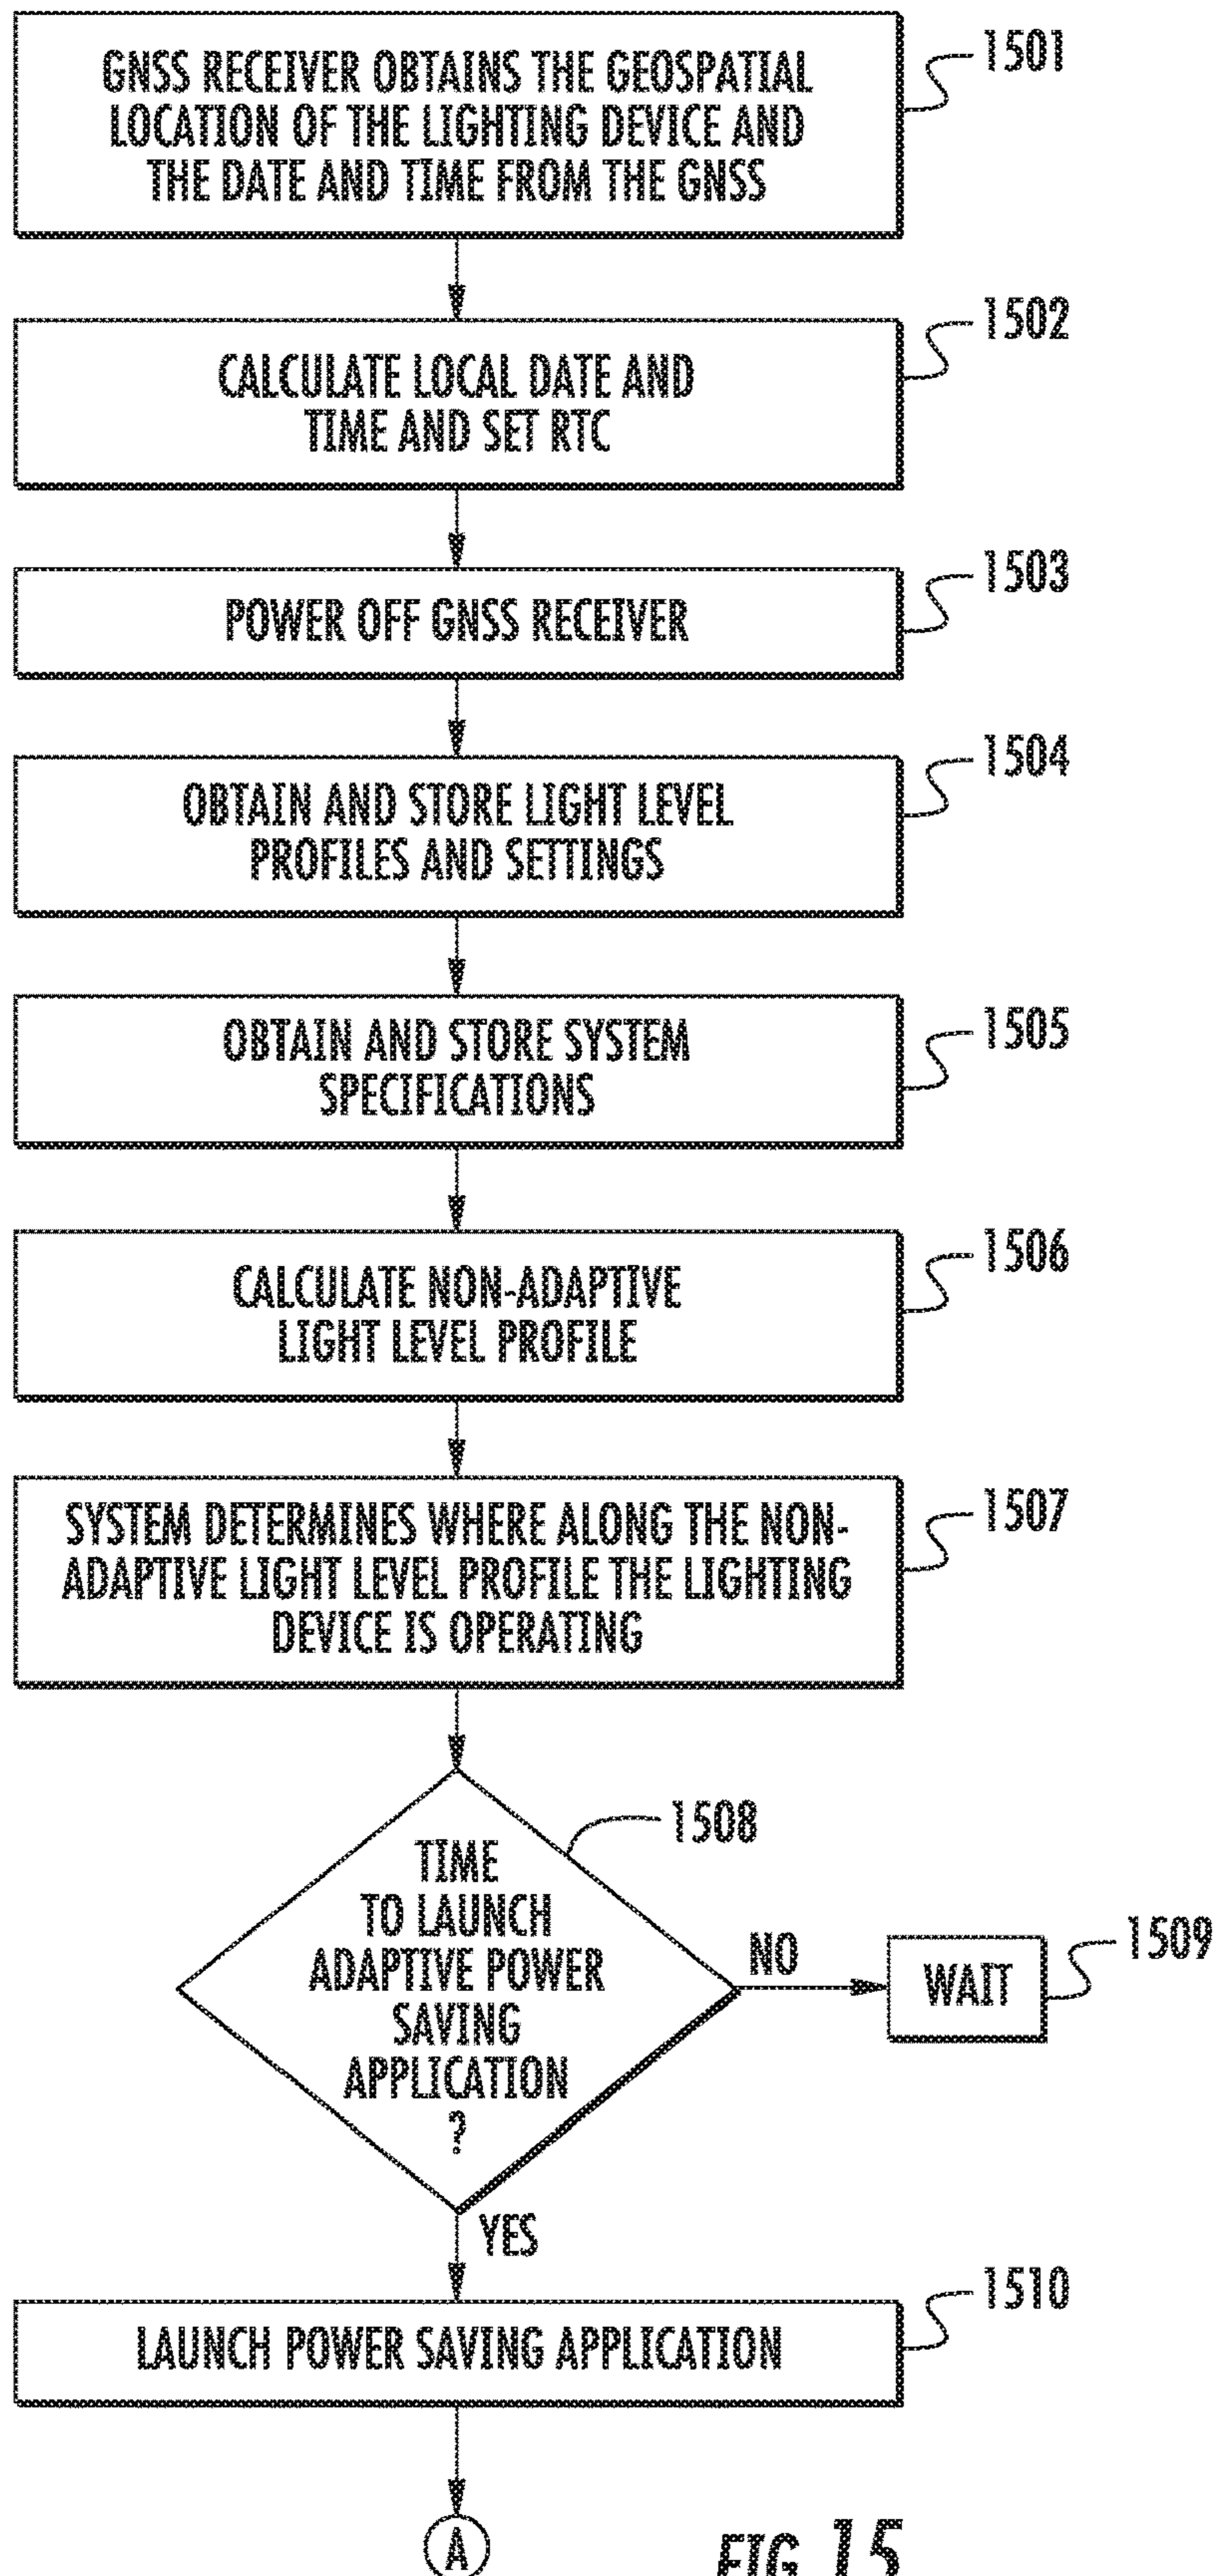 GNSS RECEIVER OBTAINS THE GEOSPATIAL
LOCATION OF THE LIGHTING DEVICE AND
THE DATE AND TIME FROM THE GNSS
1501
CALCULATE LOCAL DATE AND
TIME AND SET RTC
1502
POWER OFF GNSS RECEIVER
1503
OBTAIN AND STORE LIGHT LEVEL
PROFILES AND SETTINGS
1504
OBTAIN AND STORE SYSTEM
SPECIFICATIONS
1505
CALCULATE NON-ADAPTIVE
LIGHT LEVEL PROFILE
1506
SYSTEM DETERMINES WHERE ALONG THE NON-
ADAPTIVE LIGHT LEVEL PROFILE THE LIGHTING
DEVICE IS OPERATING
1507
TIME
TO LAUNCH
ADAPTIVE POWER
SAVING
APPLICATION
?
1508
NO
WAIT
1509
YES
LAUNCH POWER SAVING APPLICATION
1510
A
FIG. 15